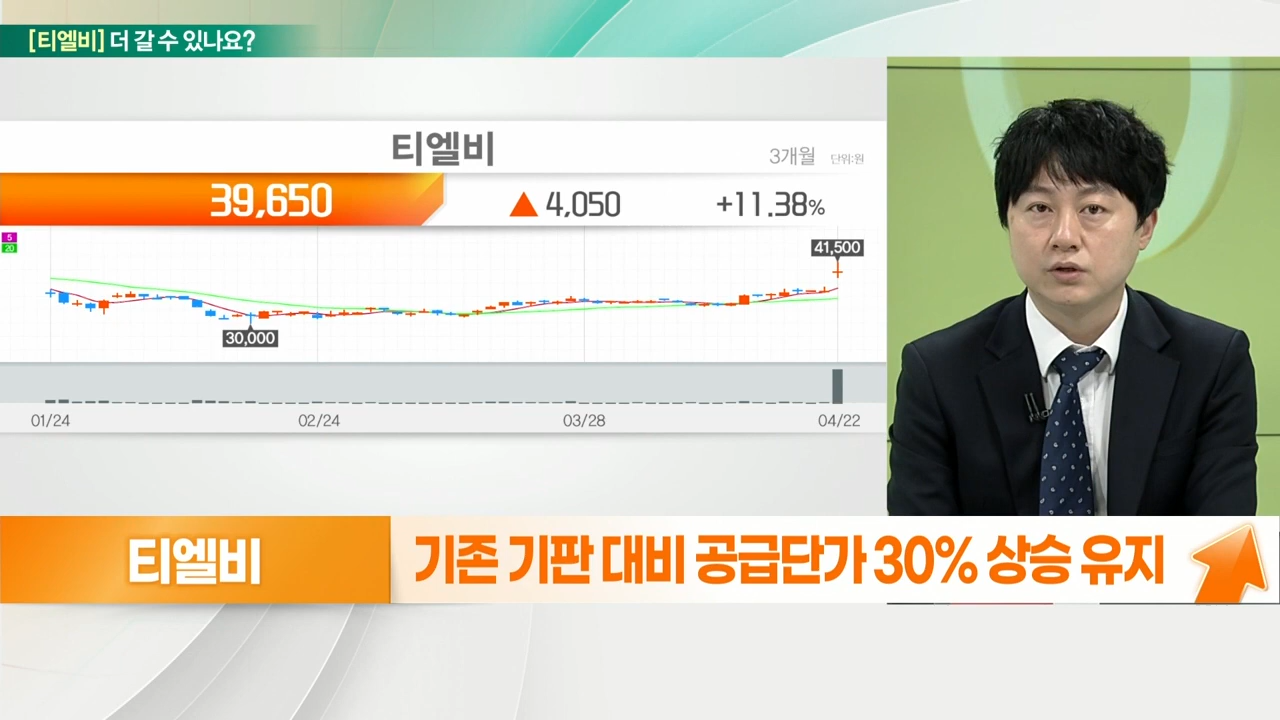 [티엘비] 더 갈 수 있나요?
티엘비
3개월 단위:원
39,650 ▲ 4,050 +11.38%
5
20
41,500
30,000
01/24 02/24 03/28 04/22
티엘비 기존 기판 대비 공급단가 30% 상승 유지